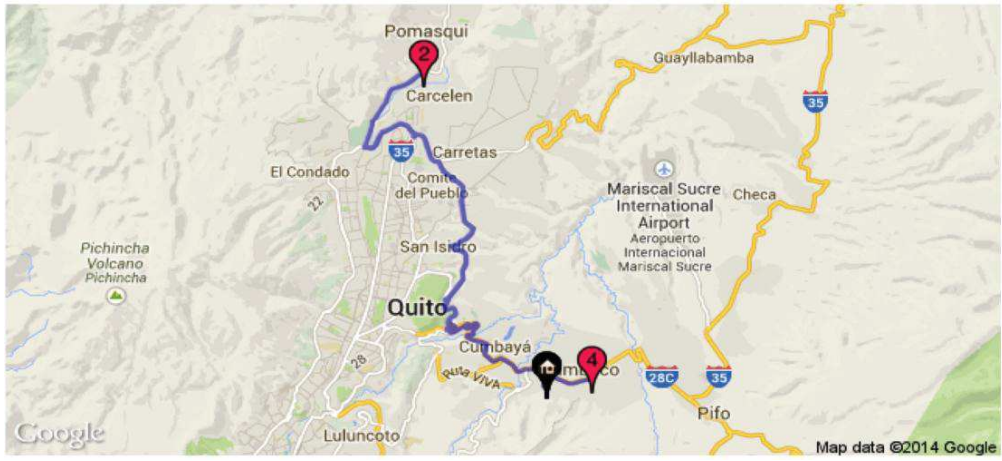 Pomasqui
2
Carcelen
Guayllabamba
35
35
Carretas
El Condado
Comite
del Pueblo
22
Mariscal Sucre
International
Airport
Aeropuerto
Internacional
Mariscal Sucre
Checa
San Isidro
Pichincha
Volcano
Pichincha
Quito
Cumbayá
28
Ruta VIVA
4
28C
35
Pifo
Luluncoto
Google
Map data ©2014 Google